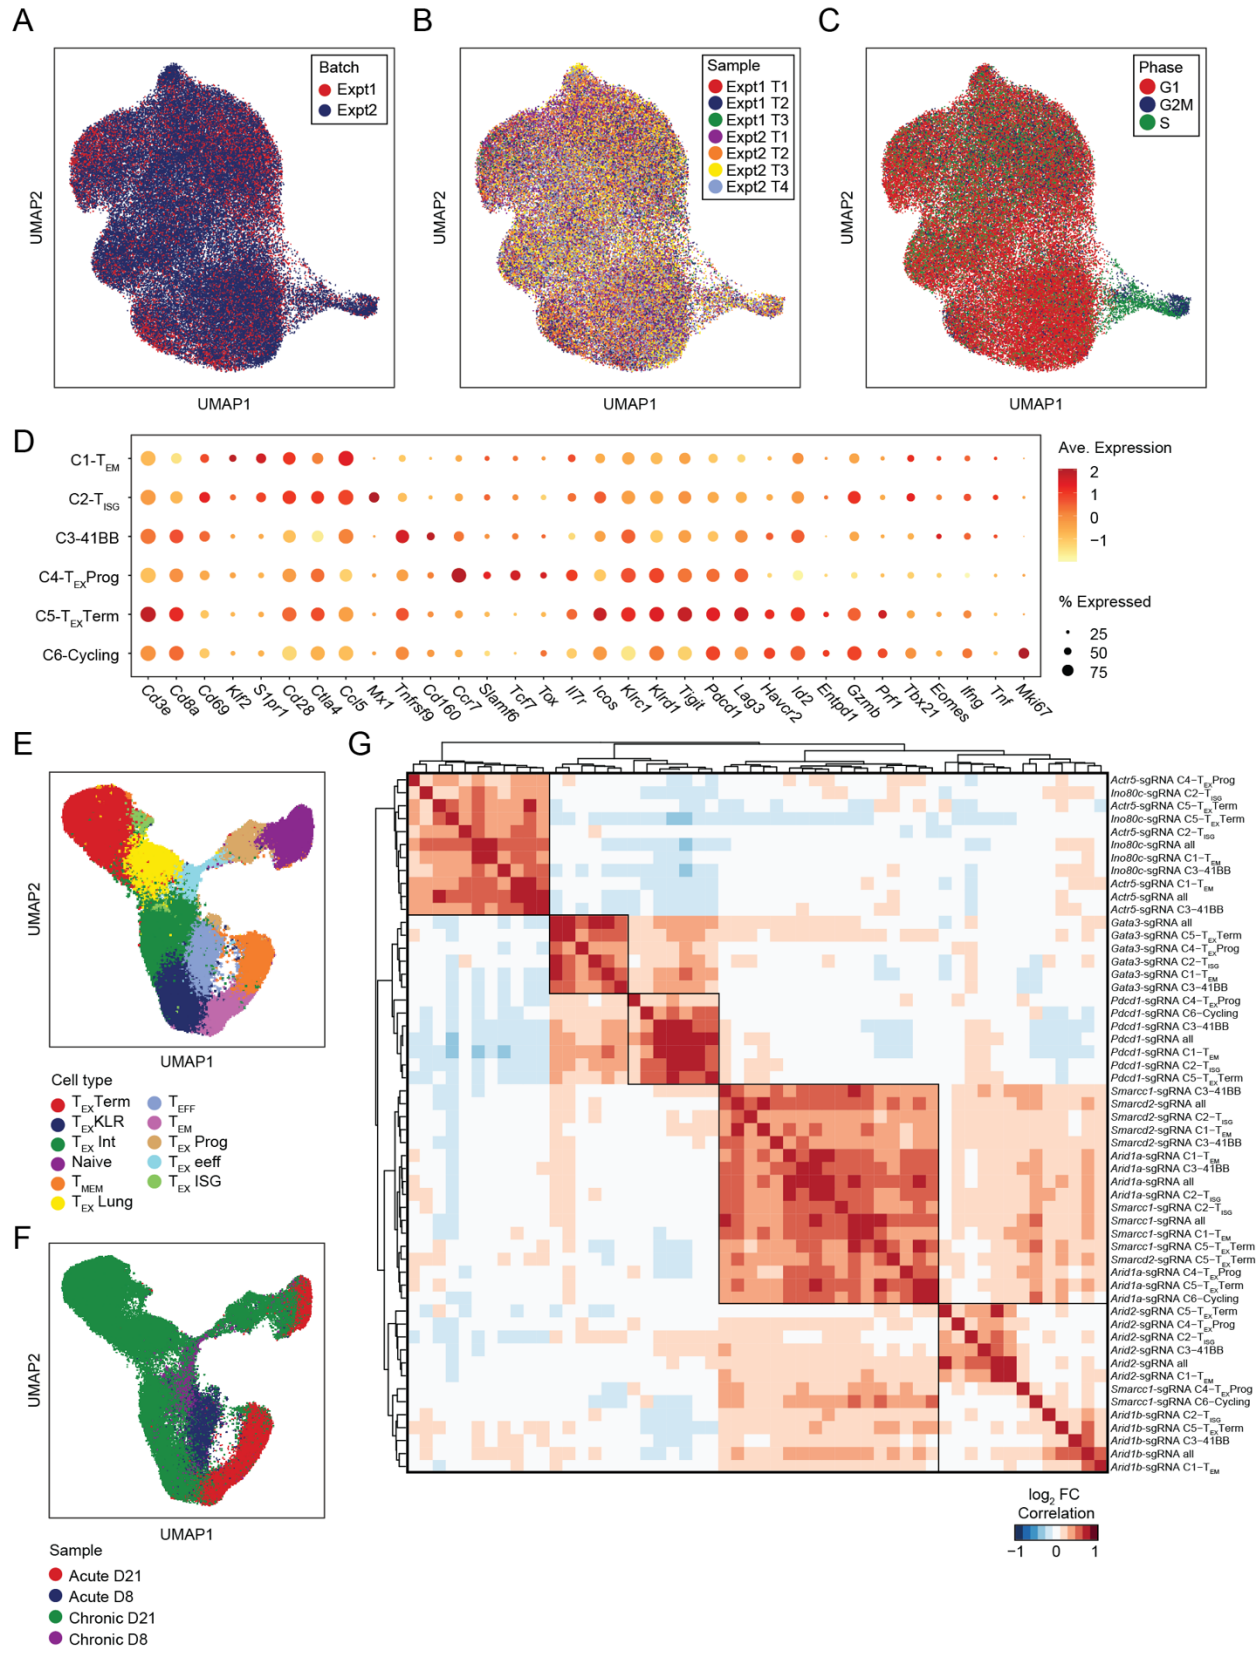 A
B
C
Batch
Expt1
Expt2
Sample
Expt1 T1
Expt1 T2
Expt1 T3
Expt2 T1
Expt2 T2
Expt2 T3
Expt2 T4
Phase
G1
G2M
S
UMAP2
UMAP2
UMAP2
UMAP1
UMAP1
UMAP1
D
C1-TEM
C2-TISG
C3-41BB
C4-TEXProg
C5-TEXTerm
C6-Cycling
Cd3e
Cd8a
Cd69
Klf2
S1pr1
Cd28
Ctla4
Ccl5
Mx1
Tnfrsf9
Cd160
Ccr7
Slamf6
Tcf7
Tox
Il7r
Icos
Klrc1
Klrd1
Tigit
Pdcd1
Lag3
Havcr2
Id2
Entpd1
Gzmb
Prf1
Tbx21
Eomes
Ifng
Tnf
Mki67
Ave. Expression
2
1
0
−1
% Expressed
25
50
75
E
UMAP2
UMAP1
Cell type
TEXTerm
TEXKLR
TEX Int
Naive
TMEM
TEX Lung
TEFF
TEM
TEX Prog
TEX eeff
TEX ISG
F
UMAP2
UMAP1
Sample
Acute D21
Acute D8
Chronic D21
Chronic D8
G
Actr5-sgRNA C4−TEXProg
Ino80c-sgRNA C2−TISG
Actr5-sgRNA C5−TEXTerm
Ino80c-sgRNA C5−TEXTerm
Actr5-sgRNA C2−TISG
Ino80c-sgRNA all
Ino80c-sgRNA C1−TEM
Ino80c-sgRNA C3−41BB
Actr5-sgRNA C1−TEM
Actr5-sgRNA all
Actr5-sgRNA C3−41BB
Gata3-sgRNA all
Gata3-sgRNA C5−TEXTerm
Gata3-sgRNA C4−TEXProg
Gata3-sgRNA C2−TISG
Gata3-sgRNA C1−TEM
Gata3-sgRNA C3−41BB
Pdcd1-sgRNA C4−TEXProg
Pdcd1-sgRNA C6−Cycling
Pdcd1-sgRNA C3−41BB
Pdcd1-sgRNA all
Pdcd1-sgRNA C1−TEM
Pdcd1-sgRNA C2−TISG
Pdcd1-sgRNA C5−TEXTerm
Smarcc1-sgRNA C3−41BB
Smarcd2-sgRNA all
Smarcd2-sgRNA C2−TISG
Smarcd2-sgRNA C1−TEM
Smarcd2-sgRNA C3−41BB
Arid1a-sgRNA C1−TEM
Arid1a-sgRNA C3−41BB
Arid1a-sgRNA all
Arid1a-sgRNA C2−TISG
Smarcc1-sgRNA C2−TISG
Smarcc1-sgRNA all
Smarcc1-sgRNA C1−TEM
Smarcc1-sgRNA C5−TEXTerm
Smarcd2-sgRNA C5−TEXTerm
Arid1a-sgRNA C4−TEXProg
Arid1a-sgRNA C5−TEXTerm
Arid1a-sgRNA C6−Cycling
Arid2-sgRNA C5−TEXTerm
Arid2-sgRNA C4−TEXProg
Arid2-sgRNA C2−TISG
Arid2-sgRNA C3−41BB
Arid2-sgRNA all
Arid2-sgRNA C1−TEM
Smarcc1-sgRNA C4−TEXProg
Smarcc1-sgRNA C6−Cycling
Arid1b-sgRNA C2−TISG
Arid1b-sgRNA C5−TEXTerm
Arid1b-sgRNA C3−41BB
Arid1b-sgRNA all
Arid1b-sgRNA C1−TEM
log2 FC
Correlation
−1 0 1